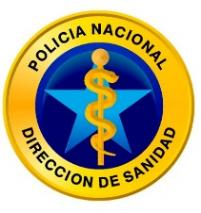 POLICIA NACIONAL
DIRECCION DE SANIDAD